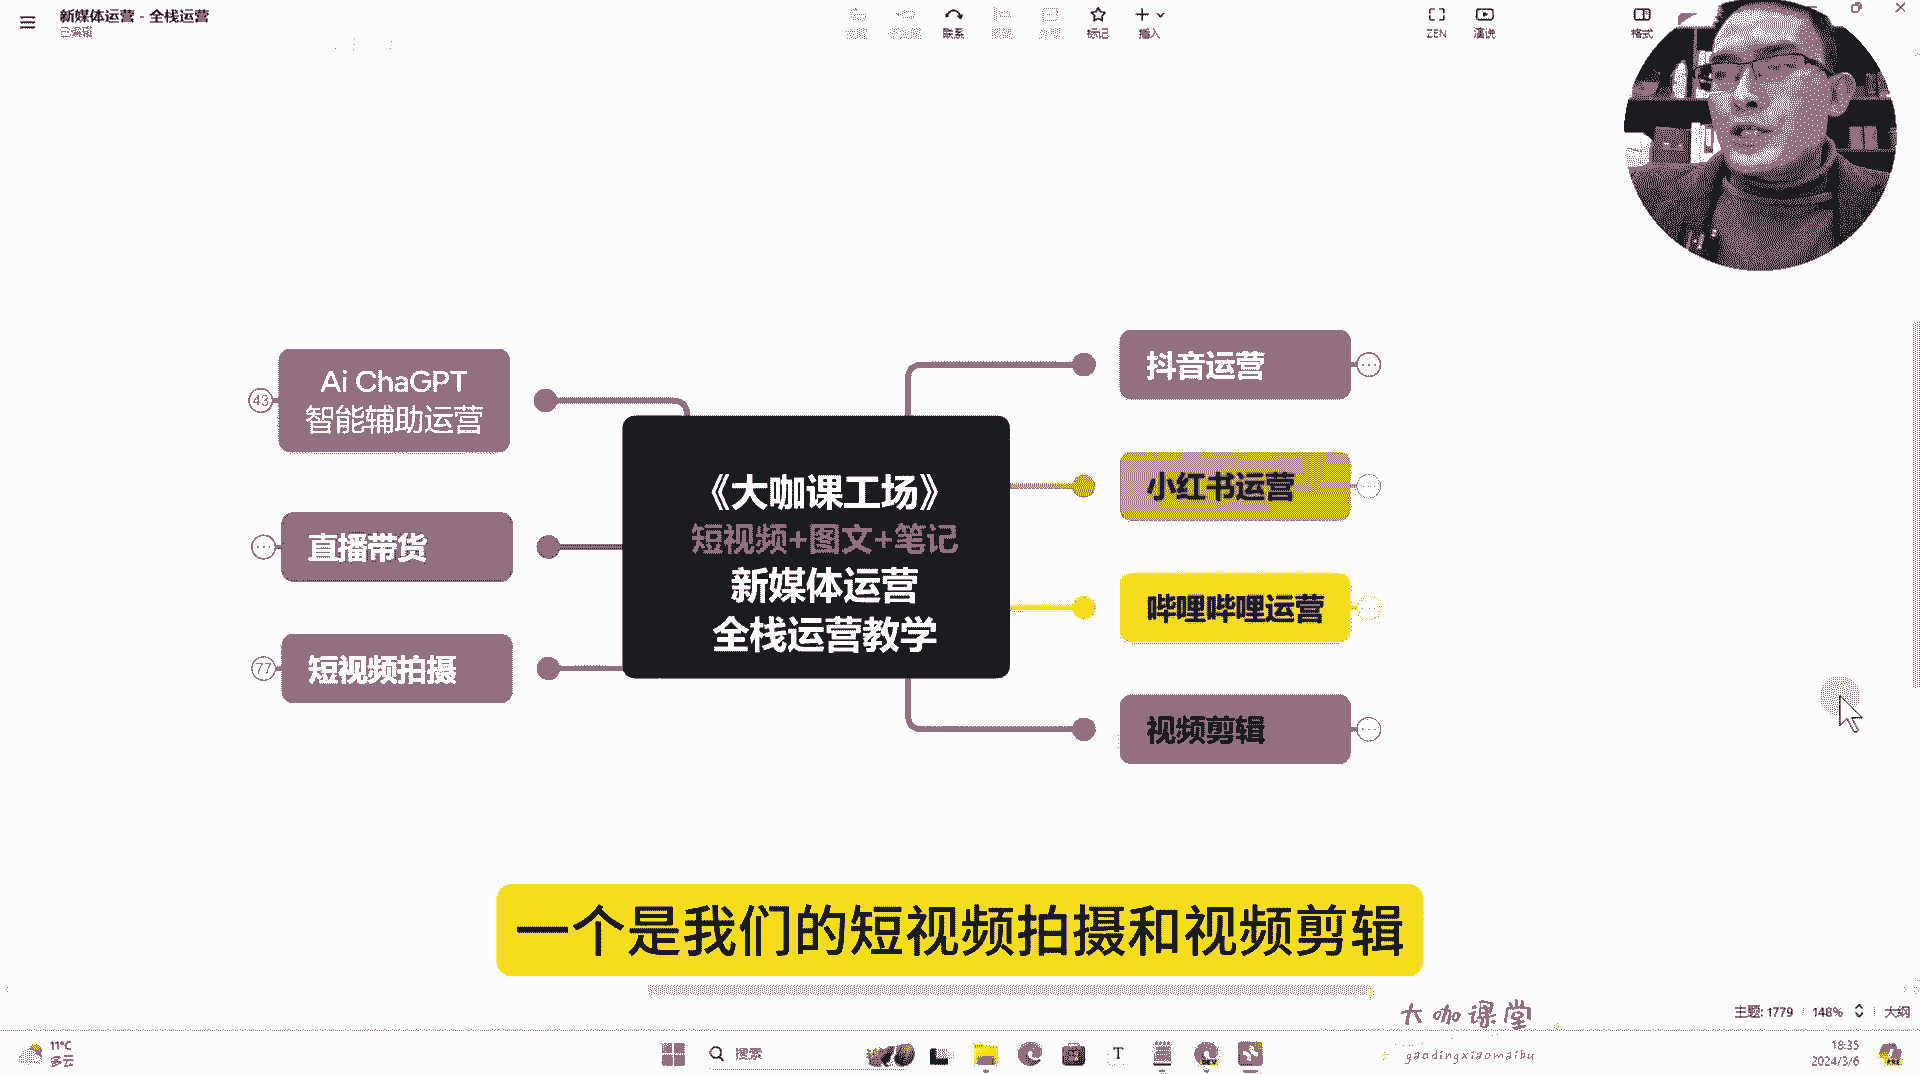 新媒体运营 - 全栈运营
已编辑
联系
标记
插入
ZEN
演说
格式
Ai ChaGPT
智能辅助运营
43
直播带货
短视频拍摄
77
《大咖课工场》
短视频+图文+笔记
新媒体运营
全栈运营教学
抖音运营
小红书运营
哔哩哔哩运营
视频剪辑
一个是我们的短视频拍摄和视频剪辑
大咖课堂
gaodingxiaomaibu
主题: 1779
148%
大纲
11°C
多云
搜索
18:35
2024/3/6